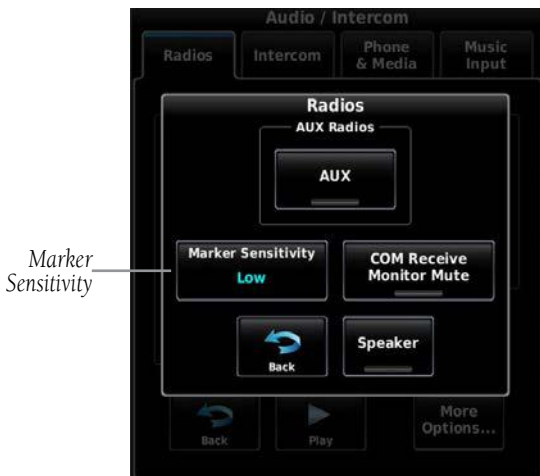 Audio / Intercom
Radios
Intercom
Phone
& Media
Music
Input
Radios
AUX Radios
AUX
Marker
Sensitivity
Marker Sensitivity
Low
COM Receive
Monitor Mute
Back
Speaker
Back
Play
More
Options...